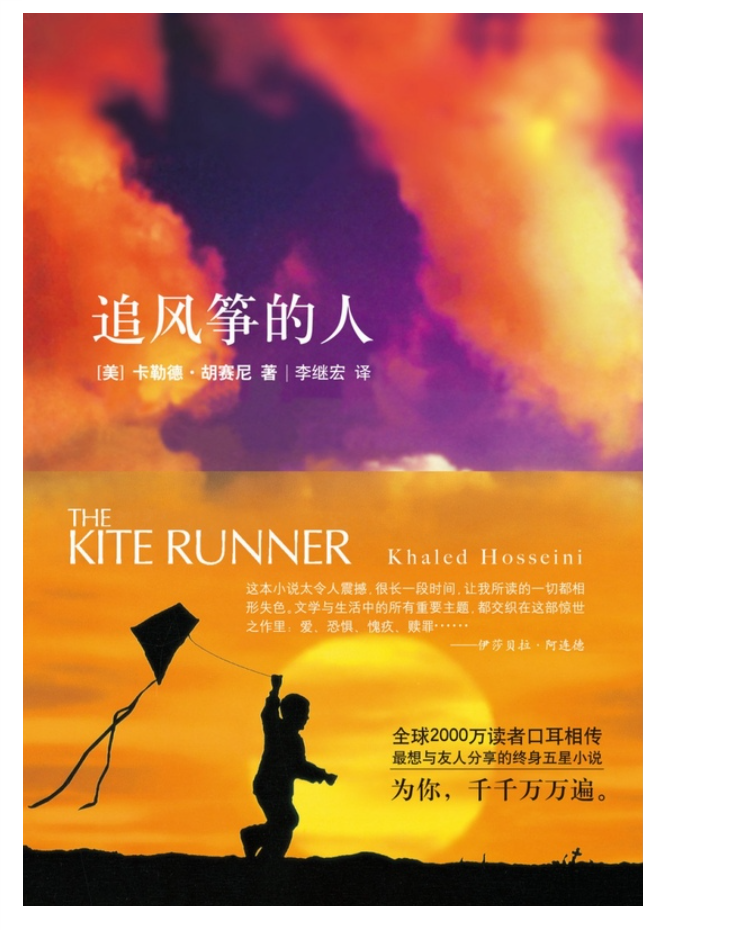 追风筝的人
[美] 卡勒德·胡赛尼 著 | 李继宏 译
THE
KITE RUNNER Khaled Hosseini
这本小说太令人震撼，很长一段时间，让我所读的一切都相
形失色。文学与生活中的所有重要主题，都交织在这部惊世
之作里：爱、恐惧、愧疚、赎罪……
——伊莎贝拉·阿连德
全球2000万读者口耳相传
最想与友人分享的终身五星小说
为你，千千万万遍。